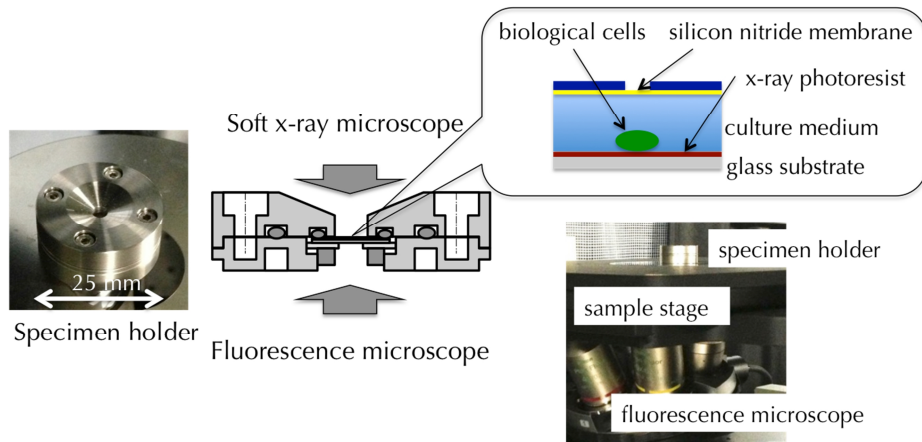 biological cells
silicon nitride membrane
x-ray photoresist
culture medium
glass substrate
Soft x-ray microscope
25 mm
Specimen holder
Fluorescence microscope
specimen holder
sample stage
fluorescence microscope